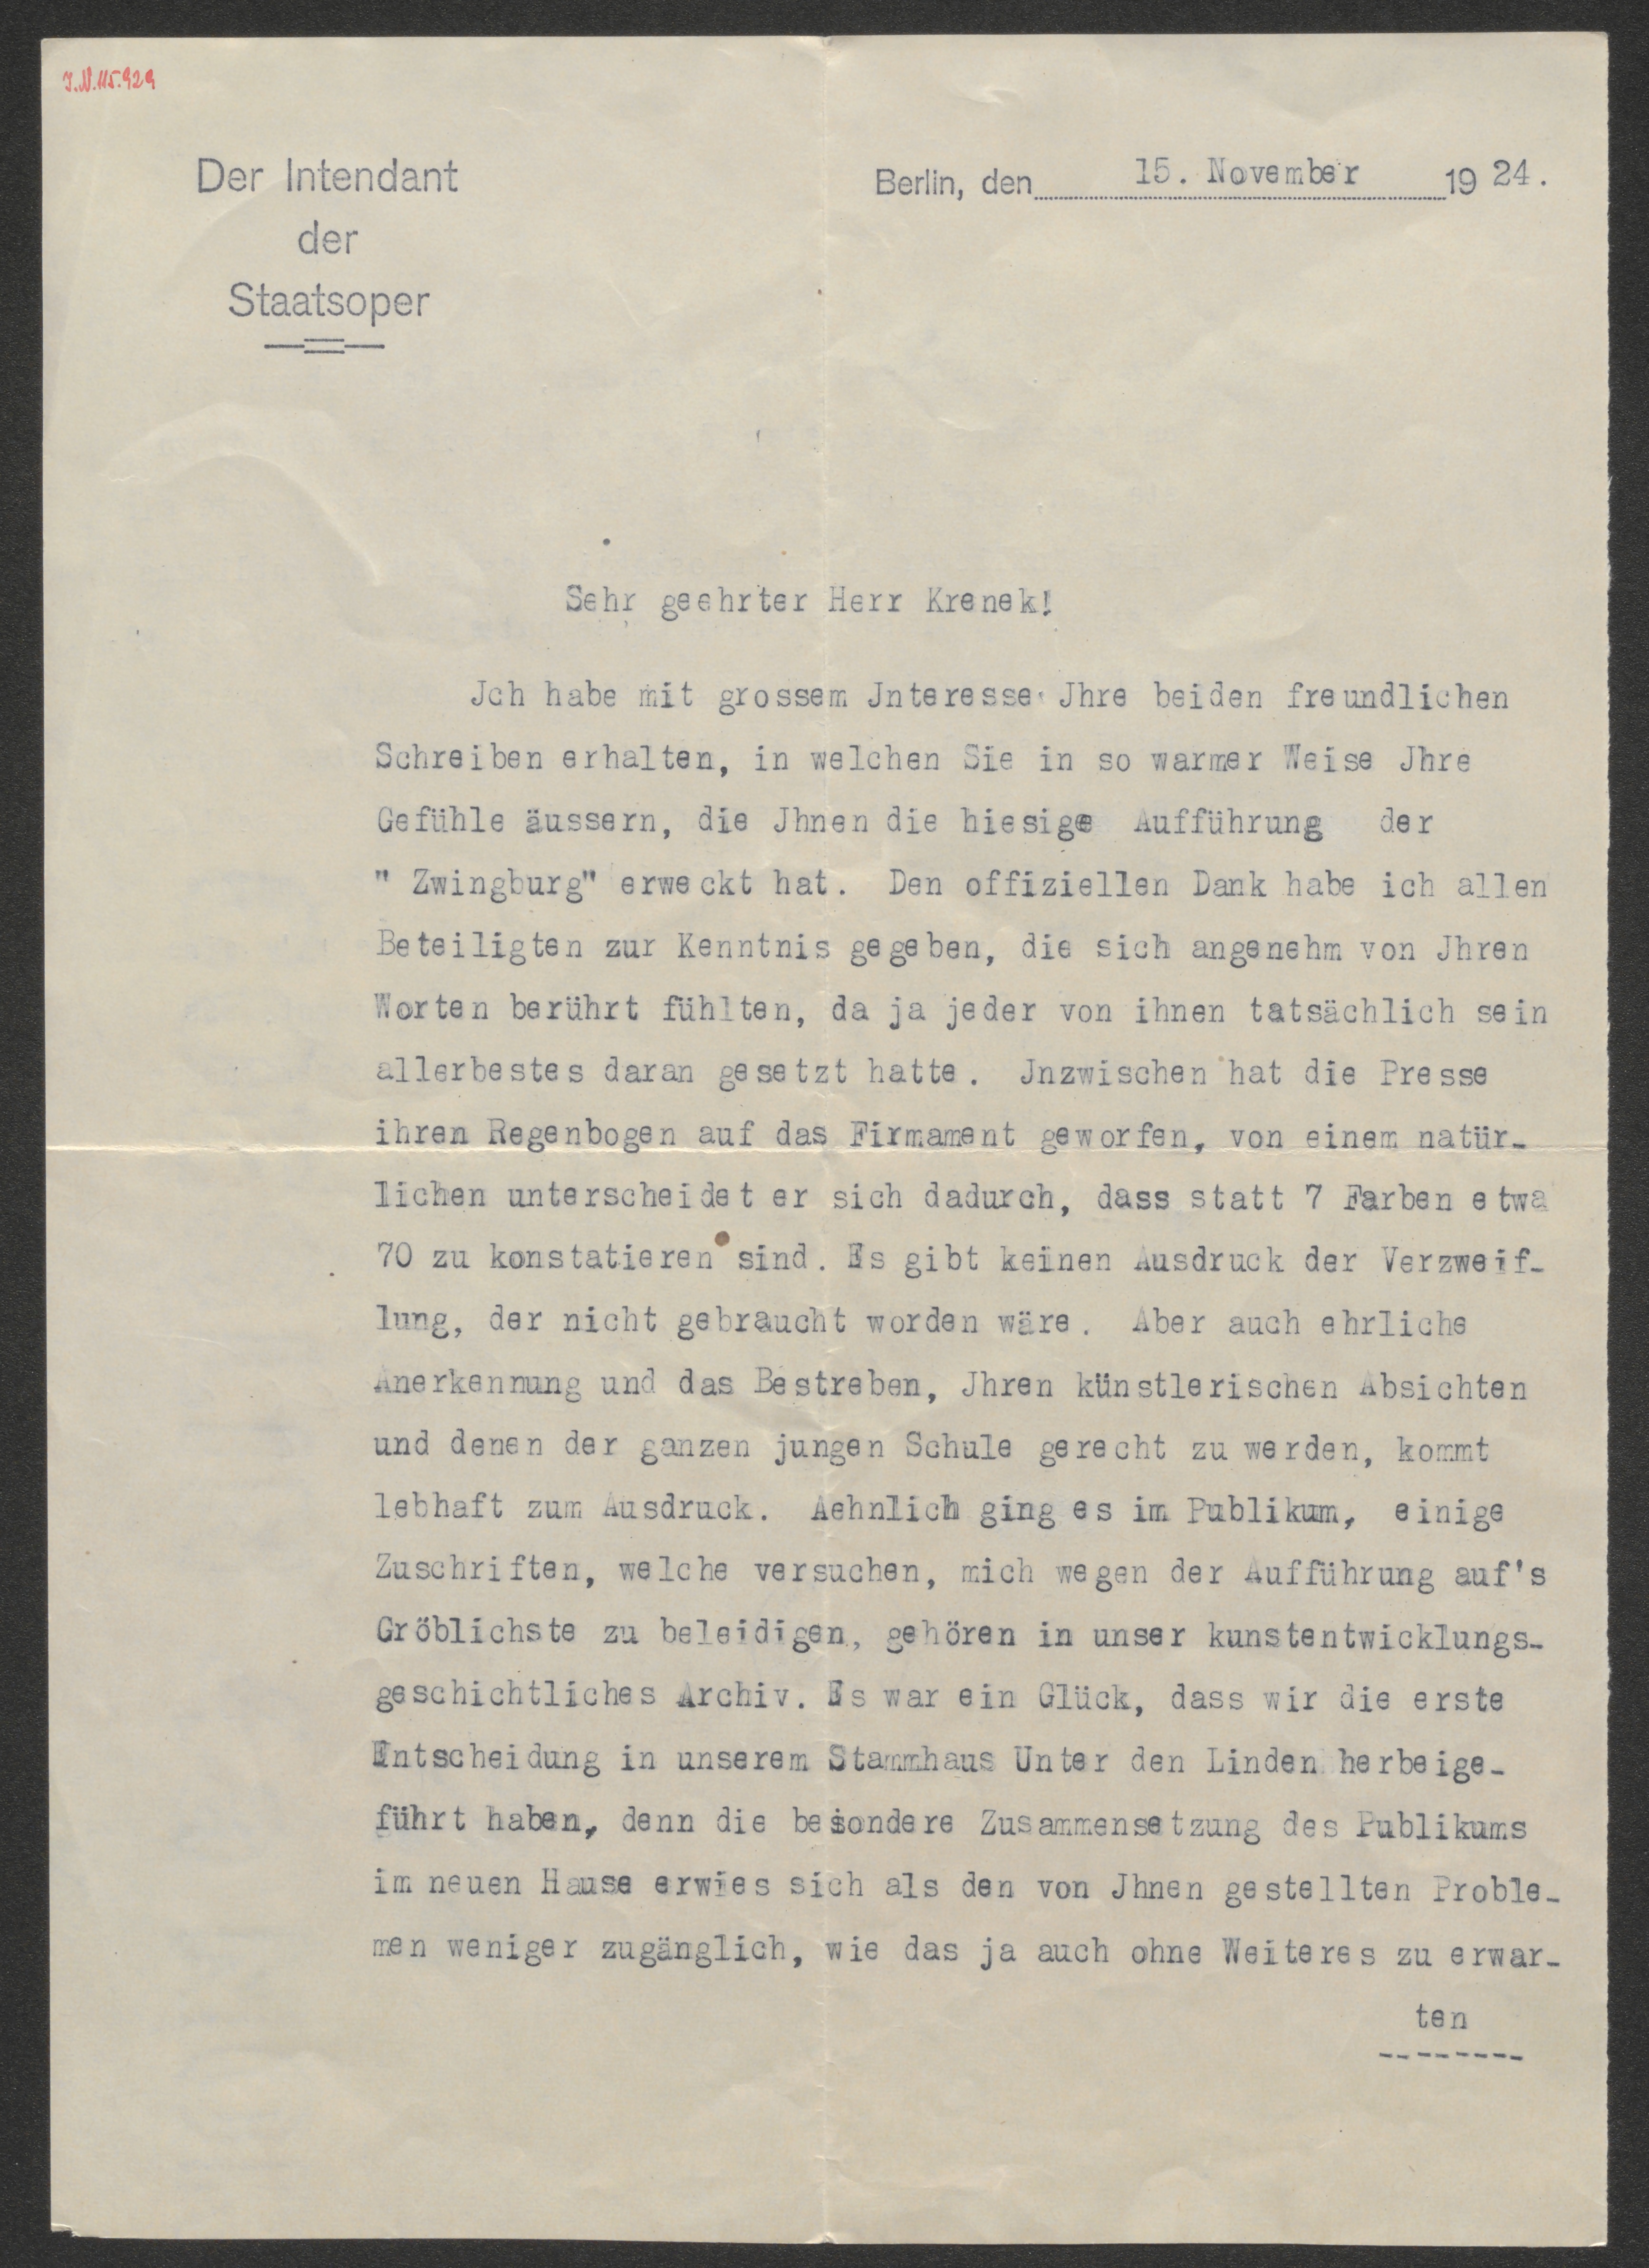 J.N.115.929
Der Intendant
der
Staatsoper
Berlin, den 15. November 1924.
Sehr geehrter Herr Krenek!
Jch habe mit grossem Jnteresse Jhre beiden freundlichen
Schreiben erhalten, in welchen Sie in so warmer Weise Jhre
Gefühle äussern, die Jhnen die hiesige Aufführung der
" Zwingburg" erweckt hat. Den offiziellen Dank habe ich allen
Beteiligten zur Kenntnis gegeben, die sich angenehm von Jhren
Worten berührt fühlten, da ja jeder von ihnen tatsächlich sein
allerbestes daran gesetzt hatte. Jnzwischen hat die Presse
ihren Regenbogen auf das Firmament geworfen, von einem natür-
lichen unterscheidet er sich dadurch, dass statt 7 Farben etwa
70 zu konstatieren sind. Es gibt keinen Ausdruck der Verzweif-
lung, der nicht gebraucht worden wäre. Aber auch ehrliche
Anerkennung und das Bestreben, Jhren künstlerischen Absichten
und denen der ganzen jungen Schule gerecht zu werden, kommt
lebhaft zum Ausdruck. Aehnlich ging es im Publikum, einige
Zuschriften, welche versuchen, mich wegen der Aufführung auf's
Gröblichste zu beleidigen, gehören in unser kunstentwicklungs-
geschichtliches Archiv. Es war ein Glück, dass wir die erste
Entscheidung in unserem Stammhaus Unter den Linden herbeige-
führt haben, denn die besondere Zusammensetzung des Publikums
im neuen Hause erwies sich als den von Jhnen gestellten Proble-
men weniger zugänglich, wie das ja auch ohne Weiteres zu erwar-
ten
--------